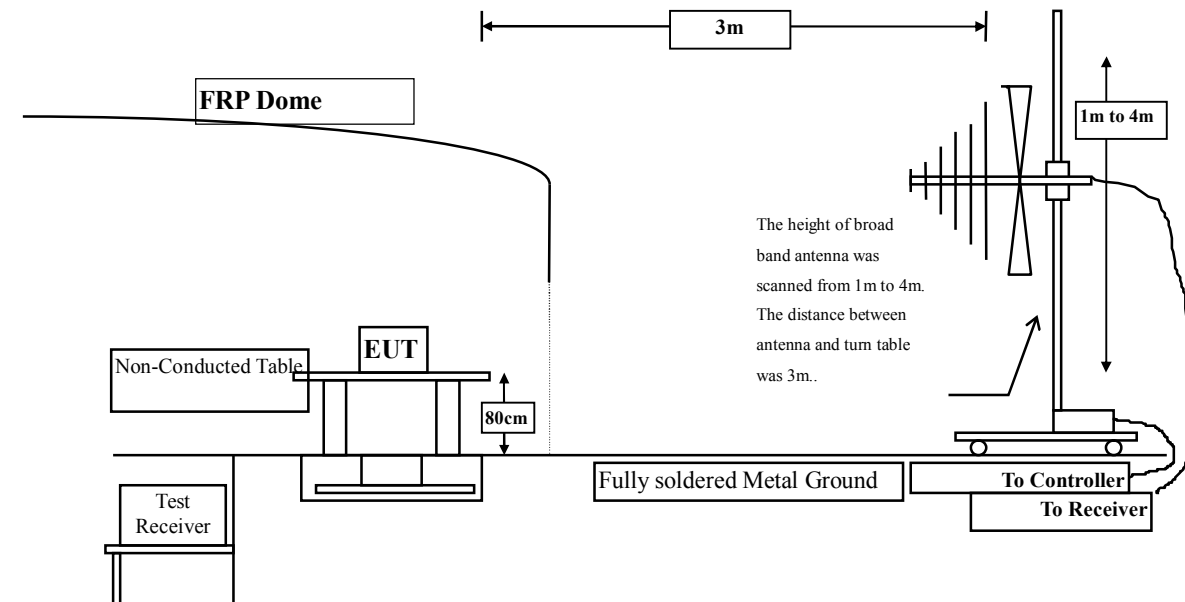 3m
FRP Dome
1m to 4m
The height of broad
band antenna was
scanned from 1m to 4m.
The distance between
antenna and turn table
was 3m..
EUT
Non-Conducted Table
80cm
Fully soldered Metal Ground
To Controller
To Receiver
Test
Receiver